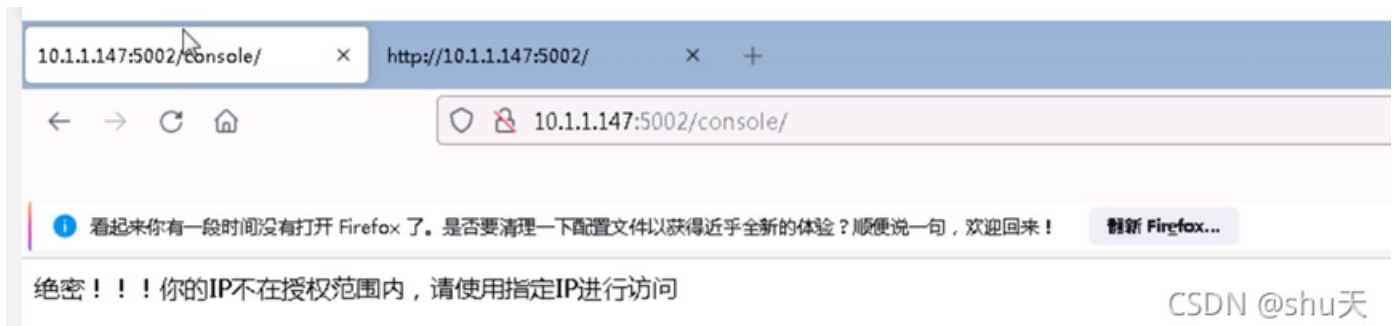 10.1.1.147:5002/console/ × http://10.1.1.147:5002/ × +
10.1.1.147:5002/console/
看起来你有一段时间没有打开 Firefox 了。是否要清理一下配置文件以获得近乎全新的体验？顺便说一句，欢迎回来！ 翻新 Firefox...
绝密！！！你的IP不在授权范围内，请使用指定IP进行访问
CSDN @shu天